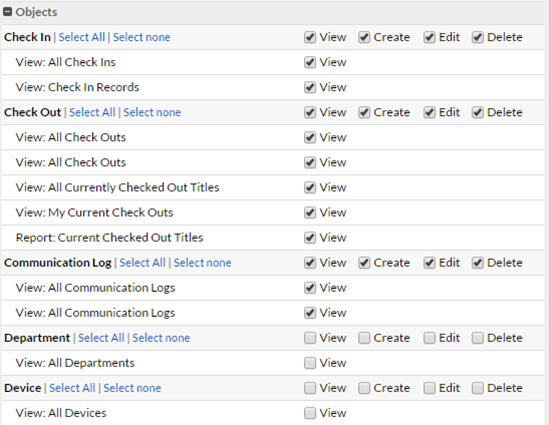 Objects
Check In | Select All | Select none View Create Edit Delete
View: All Check Ins View
View: Check In Records View
Check Out | Select All | Select none View Create Edit Delete
View: All Check Outs View
View: All Check Outs View
View: All Currently Checked Out Titles View
View: My Current Check Outs View
Report: Current Checked Out Titles View
Communication Log | Select All | Select none View Create Edit Delete
View: All Communication Logs View
View: All Communication Logs View
Department | Select All | Select none View Create Edit Delete
View: All Departments View
Device | Select All | Select none View Create Edit Delete
View: All Devices View